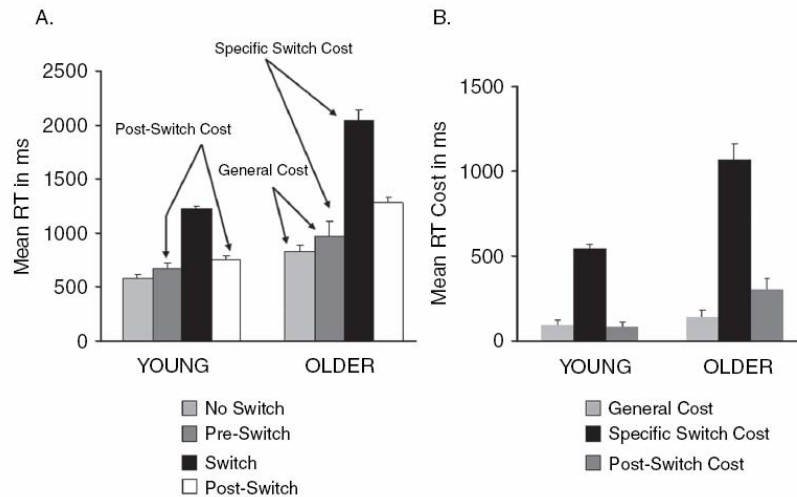 A.
B.
Specific Switch Cost
2500
2000
1500
1000
500
0
Mean RT in ms
Post-Switch Cost
General Cost
YOUNG
OLDER
No Switch
Pre-Switch
Switch
Post-Switch
1500
1000
500
0
Mean RT Cost in ms
YOUNG
OLDER
General Cost
Specific Switch Cost
Post-Switch Cost